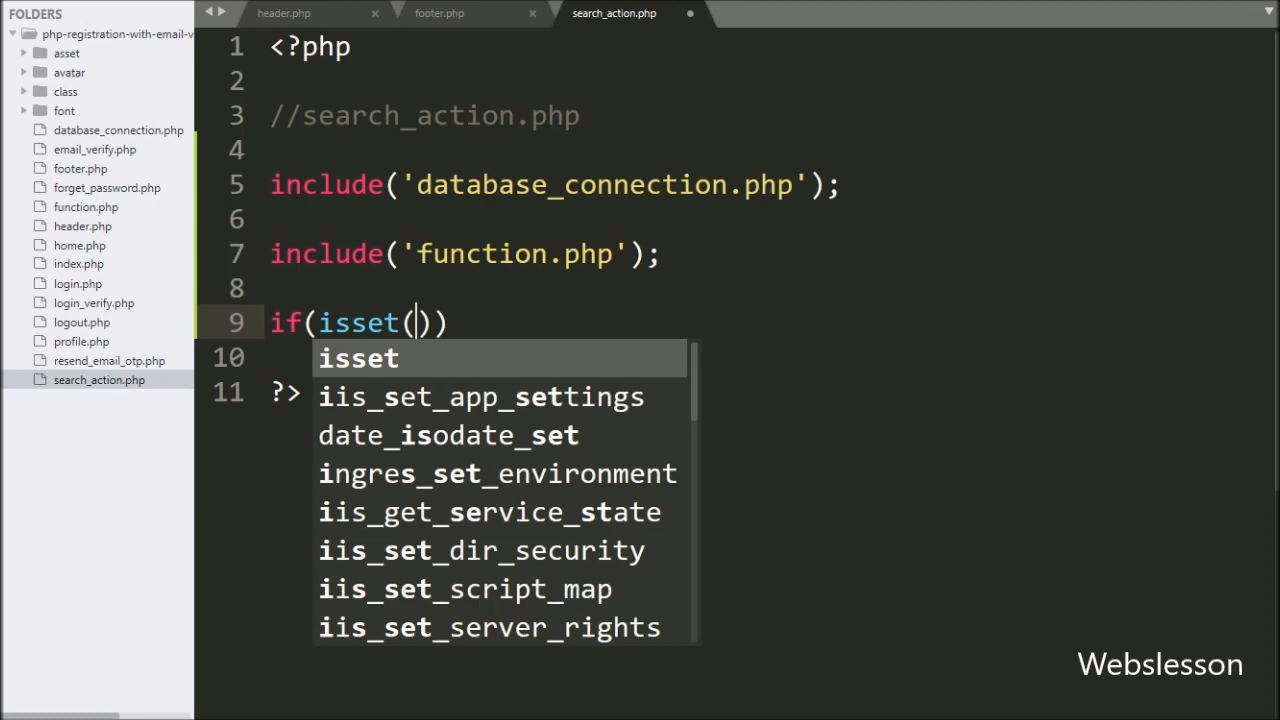 FOLDERS
php-registration-with-email-v
asset
avatar
class
font
database_connection.php
email_verify.php
footer.php
forget_password.php
function.php
header.php
home.php
index.php
login.php
login_verify.php
logout.php
profile.php
resend_email_otp.php
search_action.php
header.php × footer.php × search_action.php
1 <?php
2
3 //search_action.php
4
5 include('database_connection.php');
6
7 include('function.php');
8
9 if(isset())
10
11 ?>
isset
iis_set_app_settings
date_isodate_set
ingres_set_environment
iis_get_service_state
iis_set_dir_security
iis_set_script_map
iis_set_server_rights
Webslesson